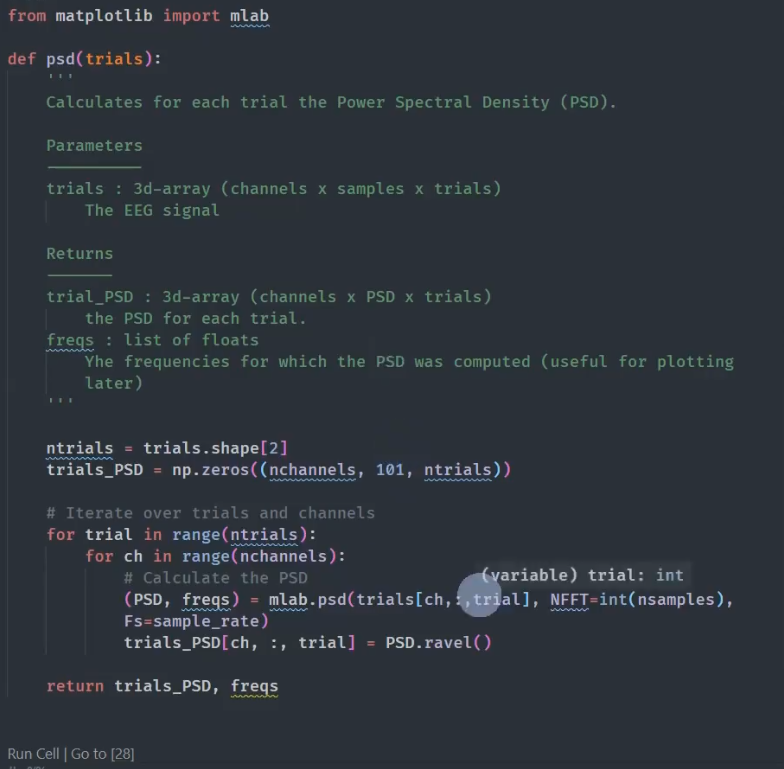 from matplotlib import mlab
def psd(trials):
'''
Calculates for each trial the Power Spectral Density (PSD).
Parameters
----------
trials : 3d-array (channels x samples x trials)
The EEG signal
Returns
-------
trial_PSD : 3d-array (channels x PSD x trials)
the PSD for each trial.
freqs : list of floats
Yhe frequencies for which the PSD was computed (useful for plotting
later)
'''
ntrials = trials.shape[2]
trials_PSD = np.zeros((nchannels, 101, ntrials))
# Iterate over trials and channels
for trial in range(ntrials):
for ch in range(nchannels):
# Calculate the PSD
(variable) trial: int
(PSD, freqs) = mlab.psd(trials[ch,:,trial], NFFT=int(nsamples),
Fs=sample_rate)
trials_PSD[ch, :, trial] = PSD.ravel()
return trials_PSD, freqs
Run Cell | Go to [28]